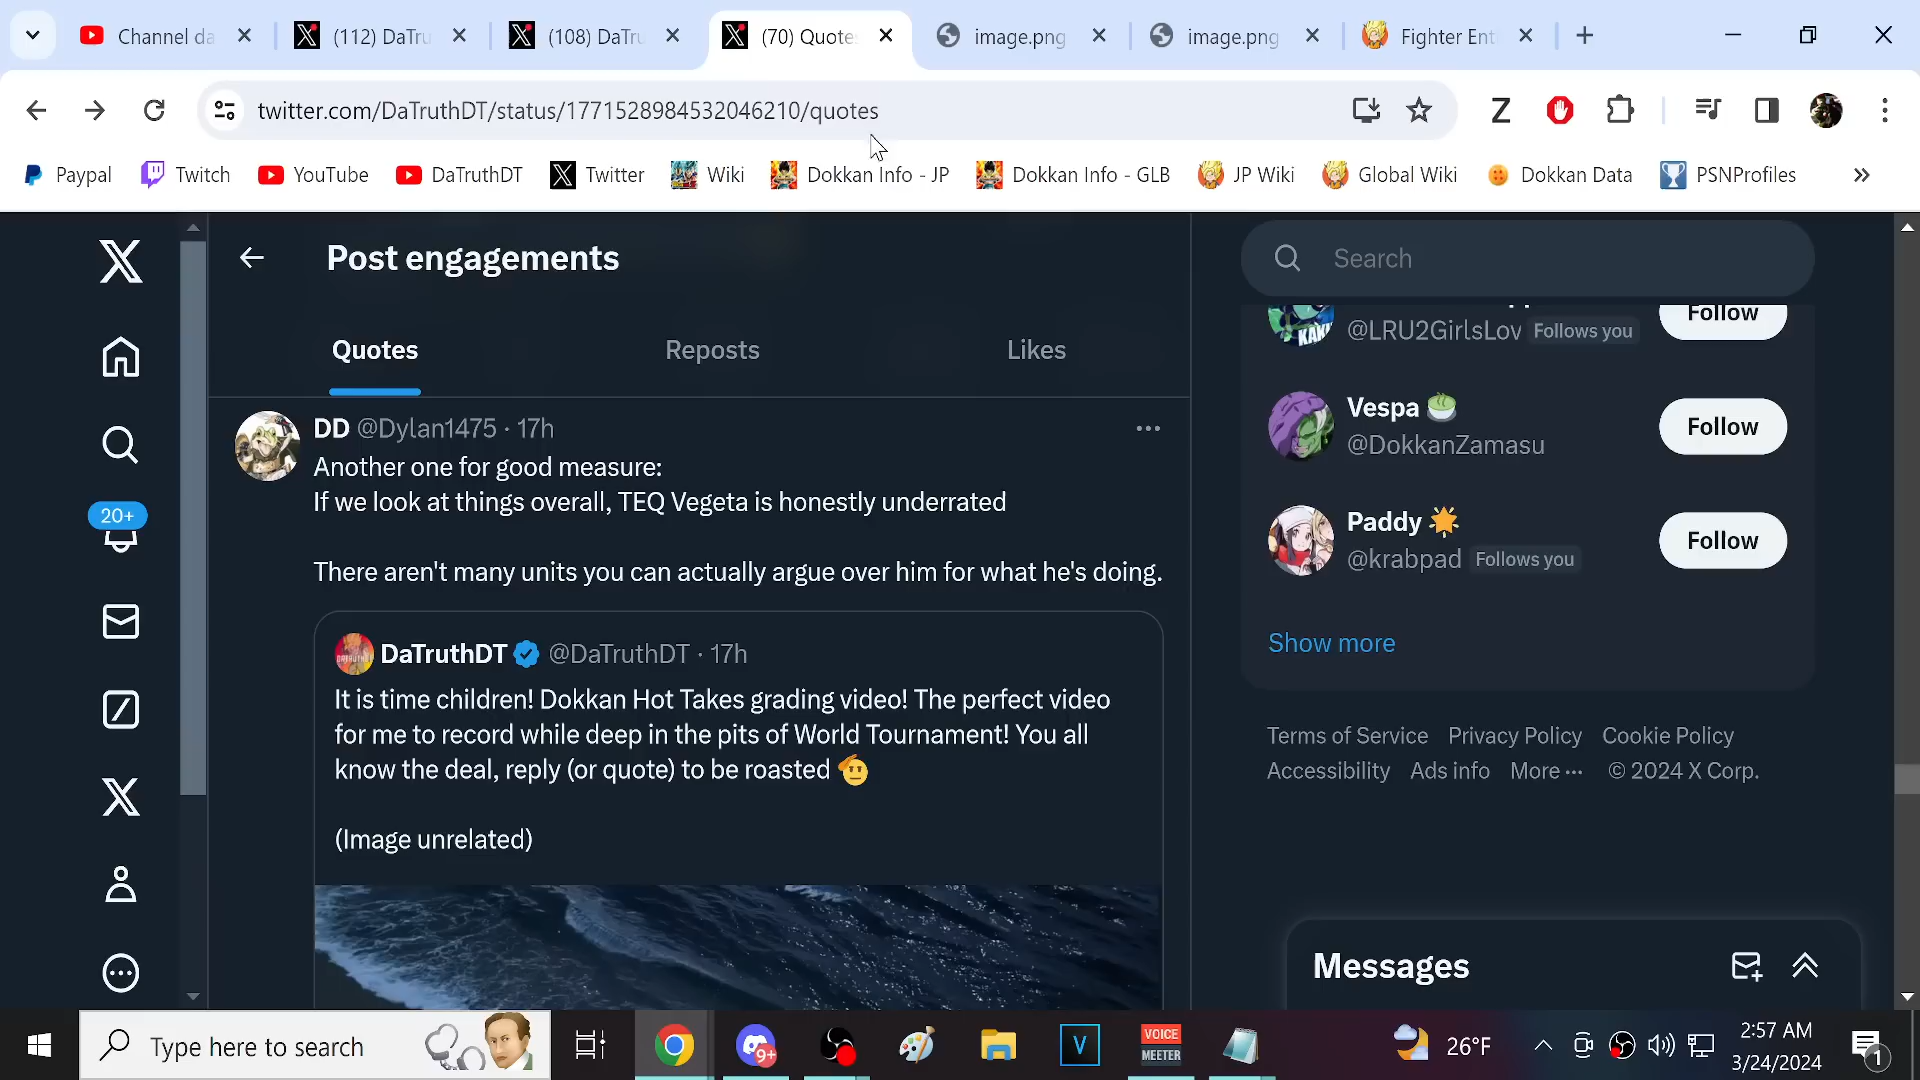 Channel da
(112) DaTru
(108) DaTru
(70) Quotes
image.png
image.png
Fighter Ent
twitter.com/DaTruthDT/status/1771528984532046210/quotes
Z
Paypal
Twitch
YouTube
DaTruthDT
Twitter
Wiki
Dokkan Info - JP
Dokkan Info - GLB
JP Wiki
Global Wiki
Dokkan Data
PSNProfiles
Post engagements
Search
Quotes
Reposts
Likes
20+
DD @Dylan1475 · 17h
Another one for good measure:
If we look at things overall, TEQ Vegeta is honestly underrated
There aren't many units you can actually argue over him for what he's doing.
DaTruthDT @DaTruthDT · 17h
It is time children! Dokkan Hot Takes grading video! The perfect video
for me to record while deep in the pits of World Tournament! You all
know the deal, reply (or quote) to be roasted
(Image unrelated)
@LRU2GirlsLov Follows you
Follow
Vespa
@DokkanZamasu
Follow
Paddy
@krabpad Follows you
Follow
Show more
Terms of Service Privacy Policy Cookie Policy
Accessibility Ads info More ··· © 2024 X Corp.
Messages
Type here to search
9+
V
VOICE
MEETER
26°F
2:57 AM
3/24/2024
1